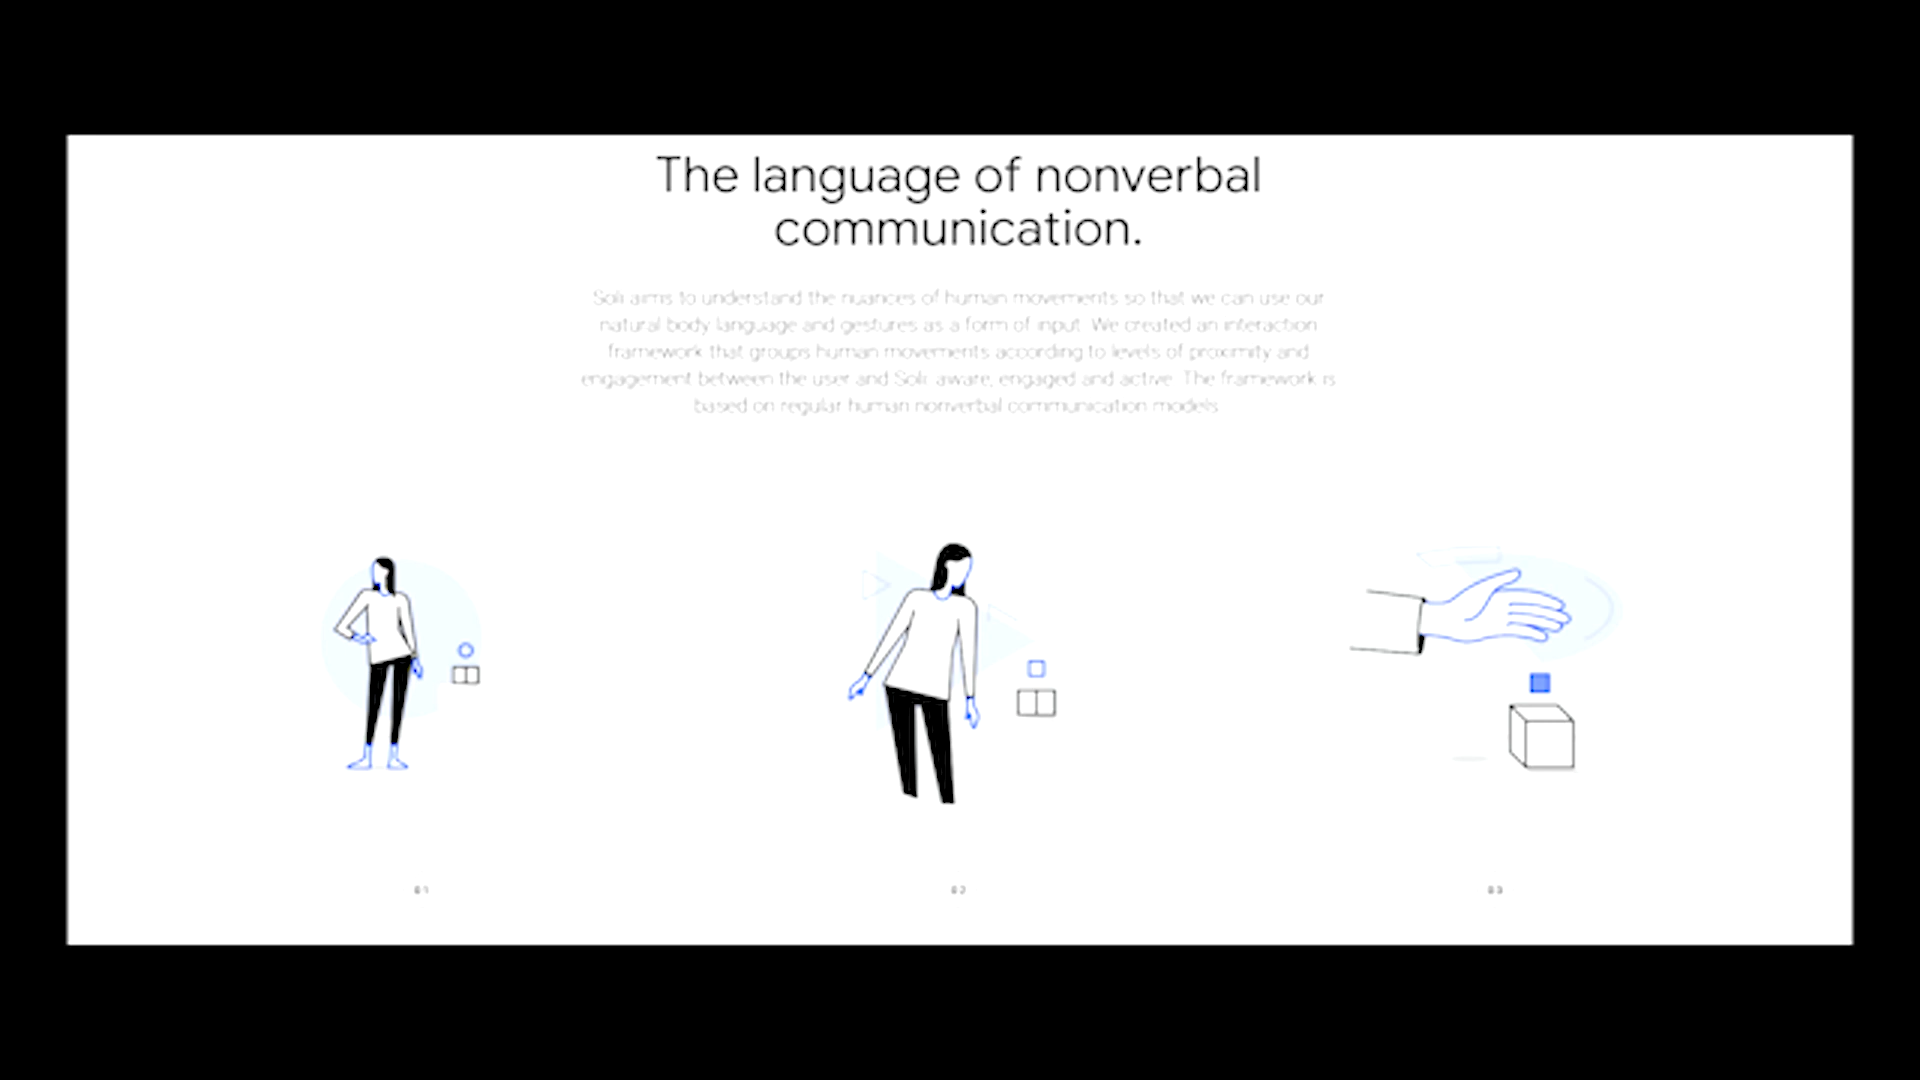 The language of nonverbal
communication.
Soli aims to understand the nuances of human movements so that we can use our
natural body language and gestures as a form of input. We created an interaction
framework that groups human movements according to levels of proximity and
engagement between the user and Soli: aware, engaged and active. The framework is
based on regular human nonverbal communication models.
01
02
03